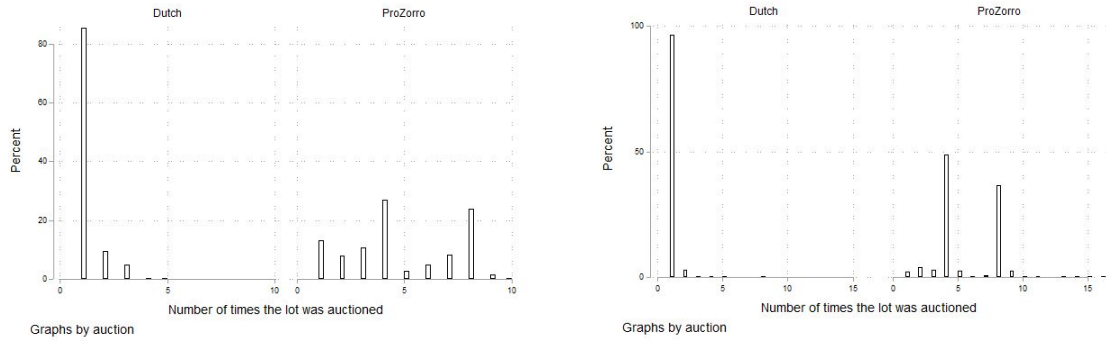 Dutch
ProZorro
80
60
40
20
0
Percent
0
5
10
0
5
10
Number of times the lot was auctioned
Graphs by auction
Dutch
ProZorro
100
50
0
Percent
0
5
10
15
0
5
10
15
Number of times the lot was auctioned
Graphs by auction